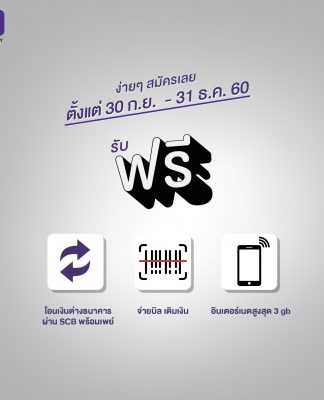 ง่ายๆ สมัครเลย
ตั้งแต่ 30 ก.ย. - 31 ธ.ค. 60
รับ
ฟรี
โอนเงินต่างธนาคาร
ผ่าน SCB พร้อมเพย์
จ่ายบิล เติมเงิน
อินเตอร์เนตสูงสุด 3 gb